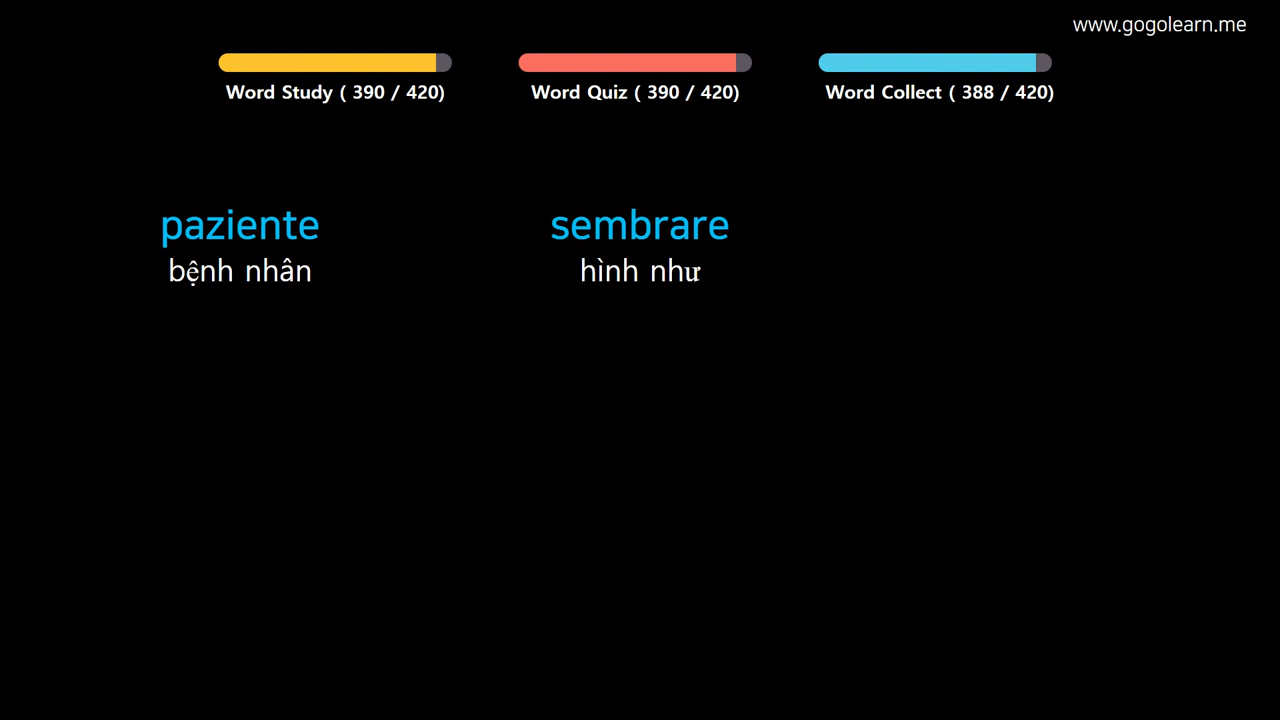 www.gogolearn.me
Word Study ( 390 / 420)
Word Quiz ( 390 / 420)
Word Collect ( 388 / 420)
paziente
bệnh nhân
sembrare
hình như